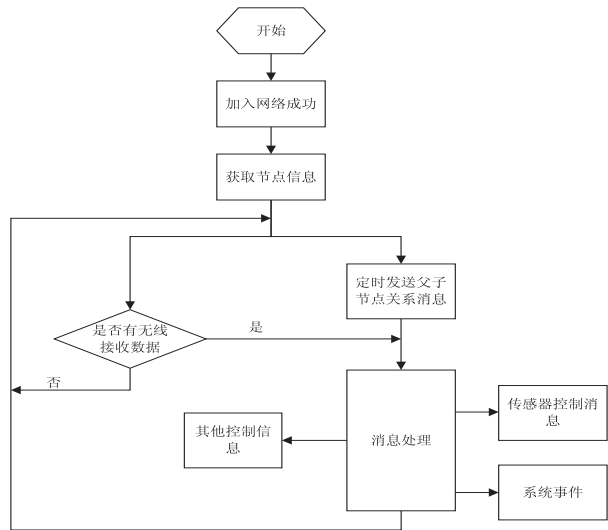 开始
加入网络成功
获取节点信息
定时发送父子
节点关系消息
是否有无线
接收数据
是
否
传感器控制消
息
其他控制信
息
消息处理
系统事件